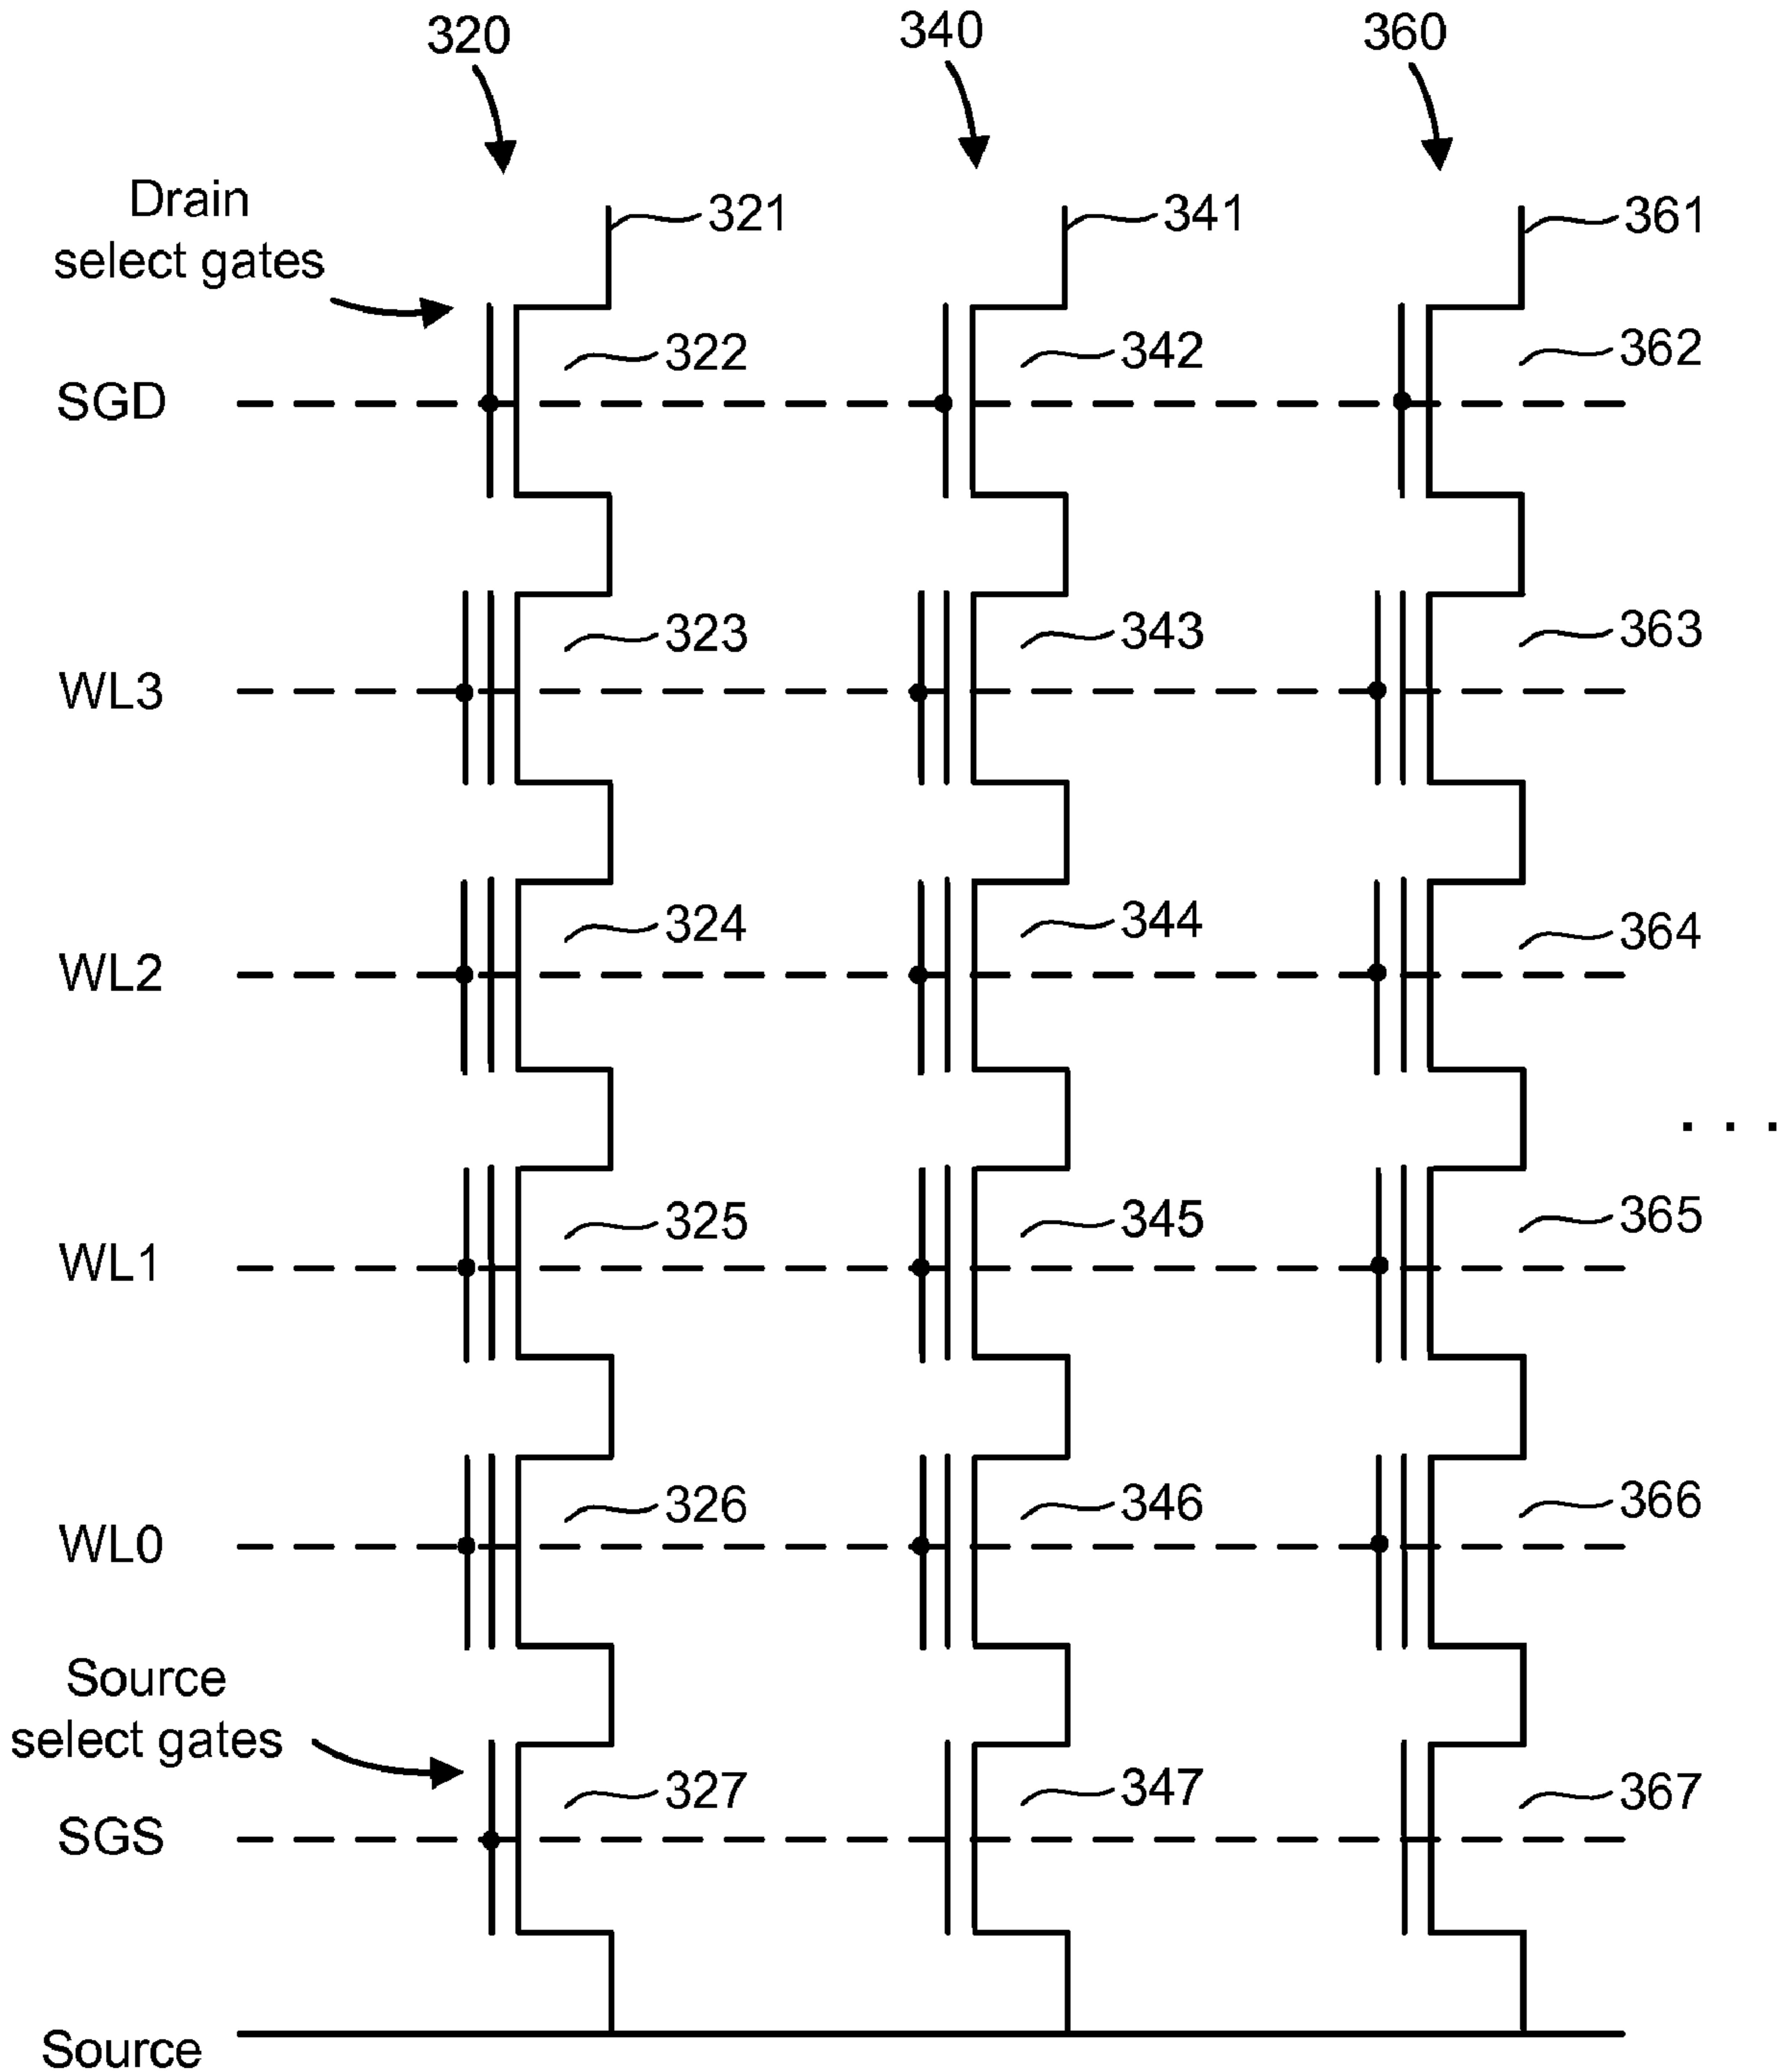 320 340 360
Drain
select gates
321 341 361
322 342 362
SGD
323 343 363
WL3
324 344 364
WL2
. . .
325 345 365
WL1
326 346 366
WL0
Source
select gates
327 347 367
SGS
Source